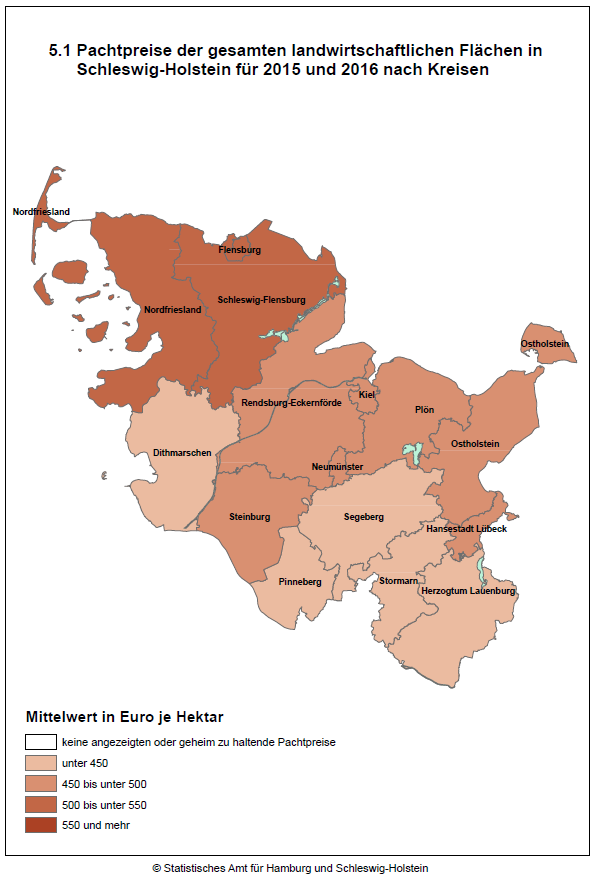 5.1 Pachtpreise der gesamten landwirtschaftlichen Flächen in
Schleswig-Holstein für 2015 und 2016 nach Kreisen
Nordfriesland
Flensburg
Schleswig-Flensburg
Nordfriesland
Ostholstein
Kiel
Rendsburg-Eckernförde
Plön
Ostholstein
Dithmarschen
Neumünster
Steinburg
Segeberg
Hansestadt Lübeck
Pinneberg
Stormarn
Herzogtum Lauenburg
Mittelwert in Euro je Hektar
keine angezeigten oder geheim zu haltende Pachtpreise
unter 450
450 bis unter 500
500 bis unter 550
550 und mehr
© Statistisches Amt für Hamburg und Schleswig-Holstein